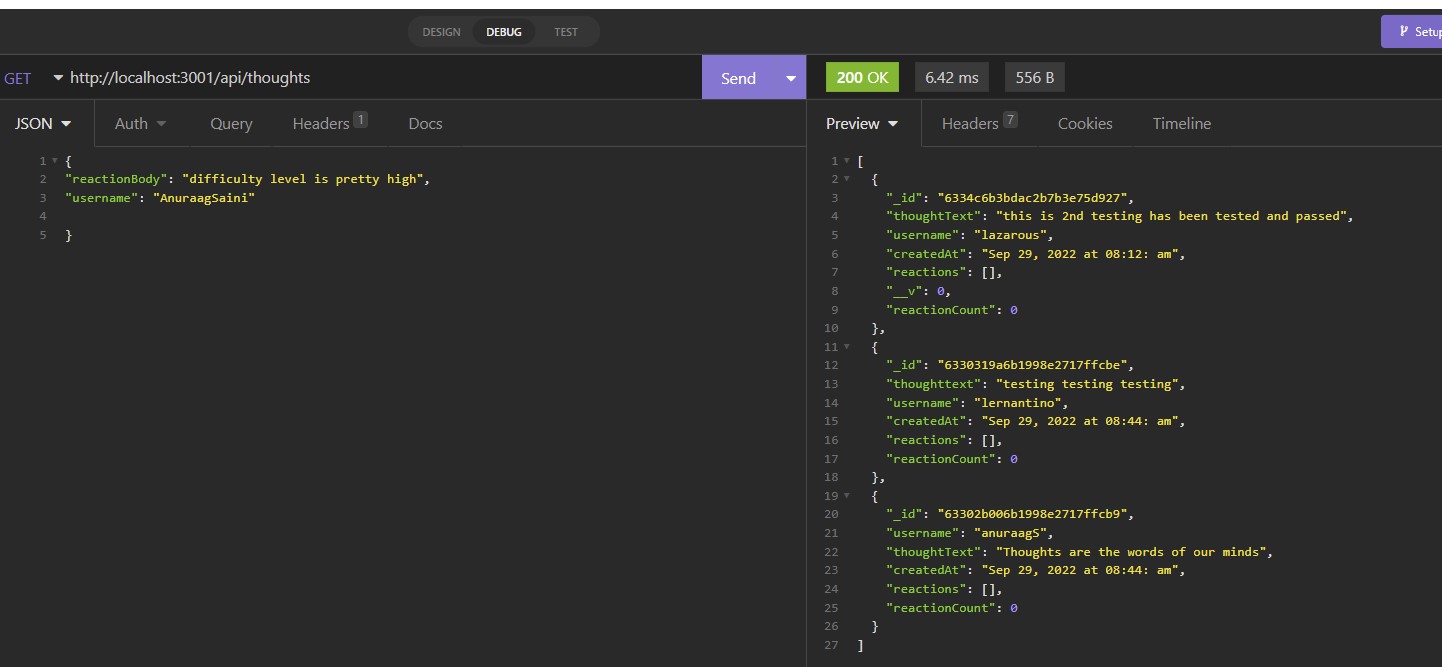 DESIGN DEBUG TEST
Setup
GET http://localhost:3001/api/thoughts Send 200 OK 6.42 ms 556 B
JSON Auth Query Headers 1 Docs Preview Headers 7 Cookies Timeline
1 {
2 "reactionBody": "difficulty level is pretty high",
3 "username": "AnuraagSaini"
4
5 }
1 [
2 {
3 "_id": "6334c6b3bdac2b7b3e75d927",
4 "thoughtText": "this is 2nd testing has been tested and passed",
5 "username": "lazarous",
6 "createdAt": "Sep 29, 2022 at 08:12: am",
7 "reactions": [],
8 "__v": 0,
9 "reactionCount": 0
10 },
11 {
12 "_id": "6330319a6b1998e2717ffcbe",
13 "thoughttext": "testing testing testing",
14 "username": "lernantino",
15 "createdAt": "Sep 29, 2022 at 08:44: am",
16 "reactions": [],
17 "reactionCount": 0
18 },
19 {
20 "_id": "63302b006b1998e2717ffcb9",
21 "username": "anuraagS",
22 "thoughtText": "Thoughts are the words of our minds",
23 "createdAt": "Sep 29, 2022 at 08:44: am",
24 "reactions": [],
25 "reactionCount": 0
26 }
27 ]